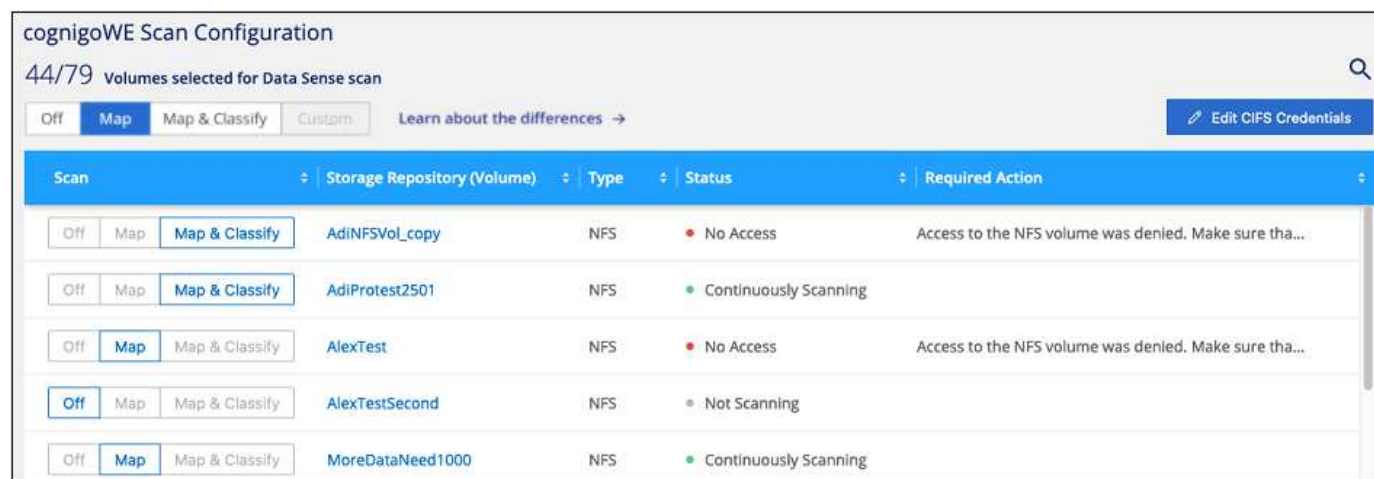 cognigoWE Scan Configuration
44/79 Volumes selected for Data Sense scan
Off Map Map & Classify Custom Learn about the differences → Edit CIFS Credentials
Scan Storage Repository (Volume) Type Status Required Action
Off Map Map & Classify AdiNFSVol_copy NFS No Access Access to the NFS volume was denied. Make sure tha...
Off Map Map & Classify AdiProtest2501 NFS Continuously Scanning
Off Map Map & Classify AlexTest NFS No Access Access to the NFS volume was denied. Make sure tha...
Off Map Map & Classify AlexTestSecond NFS Not Scanning
Off Map Map & Classify MoreDataNeed1000 NFS Continuously Scanning